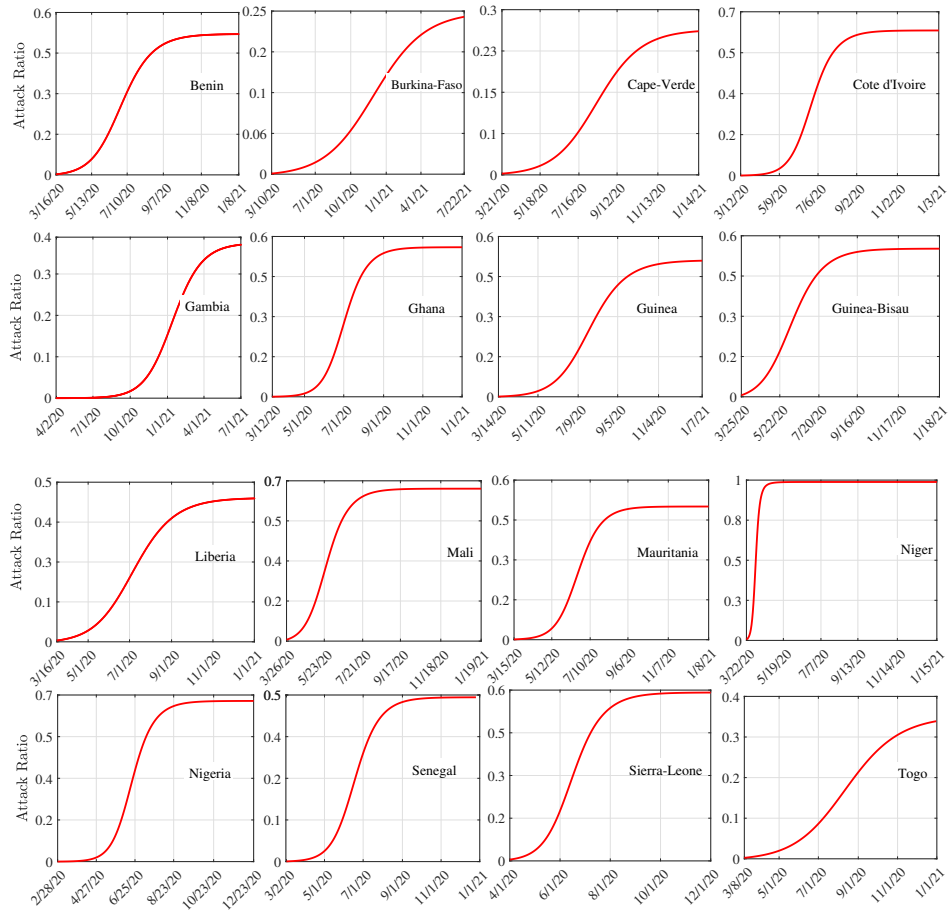 0.6 0.5 0.3 0.2 0
Attack Ratio
Benin
3/16/20 5/13/20 7/10/20 9/7/20 11/8/20 1/8/21
0.25 0.2 0.1 0.06 0
Burkina-Faso
3/10/20 7/11/20 10/1/20 1/1/21 4/1/21 7/22/21
0.3 0.23 0.15 0.1 0
Cape-Verde
3/21/20 5/18/20 7/16/20 9/12/20 11/13/20 1/14/21
0.7 0.6 0.4 0.2 0
Cote d'Ivoire
3/12/20 5/9/20 7/6/20 9/2/20 11/2/20 1/3/21
0.4 0.3 0.2 0.1 0
Attack Ratio
Gambia
4/2/20 7/1/20 10/1/20 1/1/21 4/1/21 7/1/21
0.6 0.5 0.3 0.2 0
Ghana
3/12/20 5/1/20 7/1/20 9/1/20 11/1/20 1/1/21
0.6 0.5 0.3 0.2 0
Guinea
3/14/20 5/11/20 7/9/20 9/5/20 11/4/20 1/7/21
0.6 0.5 0.3 0.2 0
Guinea-Bisau
3/25/20 5/22/20 7/20/20 9/16/20 11/17/20 1/18/21
0.5 0.4 0.2 0.1 0
Attack Ratio
Liberia
3/16/20 5/1/20 7/1/20 9/1/20 11/1/20 1/1/21
0.7 0.5 0.4 0.2 0
Mali
3/26/20 5/23/20 7/21/20 9/17/20 11/18/20 1/19/21
0.6 0.5 0.3 0.2 0
Mauritania
3/15/20 5/12/20 7/10/20 9/6/20 11/7/20 1/8/21
1 0.8 0.5 0.3 0
Niger
3/22/20 5/19/20 7/7/20 9/13/20 11/14/20 1/15/21
0.7 0.5 0.4 0.2 0
Attack Ratio
Nigeria
2/28/20 4/27/20 6/25/20 8/23/20 10/23/20 12/23/20
0.5 0.4 0.2 0.1 0
Senegal
3/2/20 5/1/20 7/1/20 9/1/20 11/1/20 1/1/21
0.6 0.5 0.3 0.2 0
Sierra-Leone
4/1/20 6/1/20 8/1/20 10/1/20 12/1/20
0.4 0.3 0.2 0.1 0
Togo
3/8/20 5/1/20 7/1/20 9/1/20 11/1/20 1/1/21